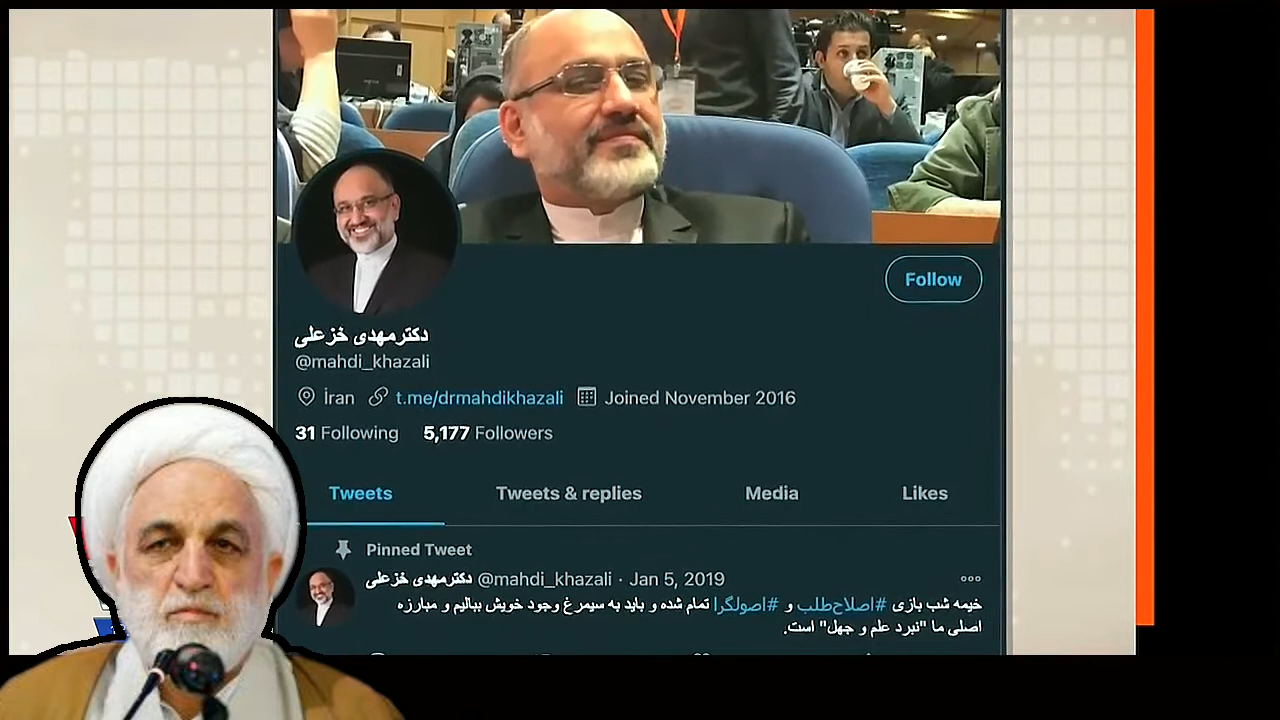 Follow
دکترمهدی خزعلی
@mahdi_khazali
İran t.me/drmahdikhazali Joined November 2016
31 Following 5,177 Followers
Tweets Tweets & replies Media Likes
Pinned Tweet
دکترمهدی خزعلی @mahdi_khazali · Jan 5, 2019
خیمه شب بازی #اصلاح‌طلب و #اصولگرا تمام شده و باید به سیمرغ وجود خویش ببالیم و مبارزه
اصلی ما "نبرد علم و جهل" است.